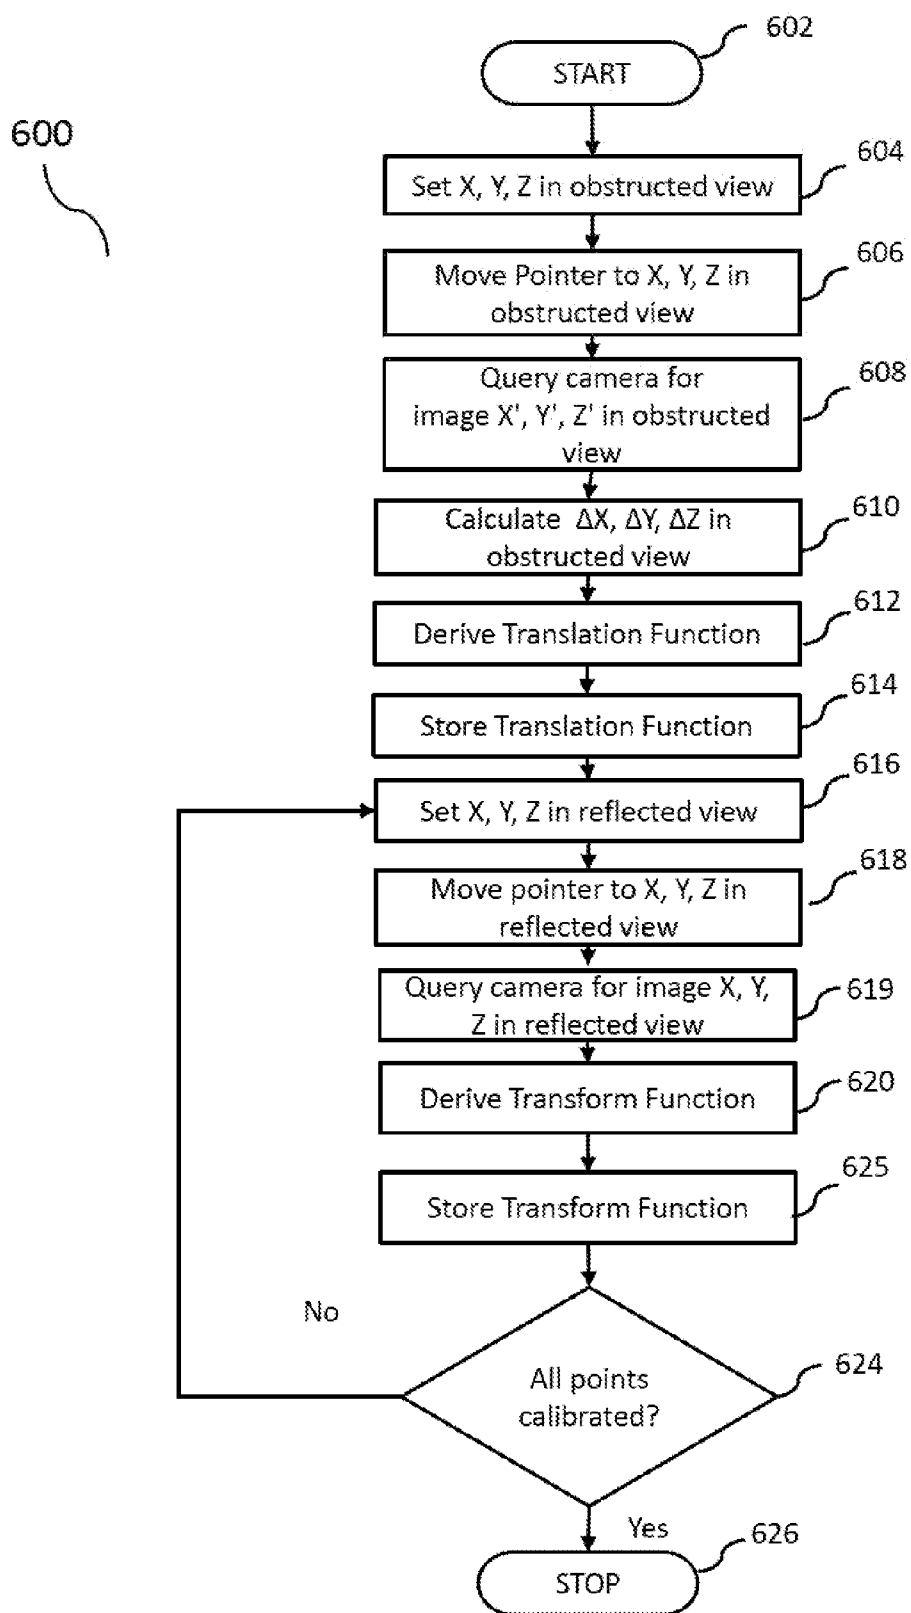 602
START
600
604
Set X, Y, Z in obstructed view
606
Move Pointer to X, Y, Z in
obstructed view
608
Query camera for
image X', Y', Z' in obstructed
view
610
Calculate ΔX, ΔY, ΔZ in
obstructed view
612
Derive Translation Function
614
Store Translation Function
616
Set X, Y, Z in reflected view
618
Move pointer to X, Y, Z in
reflected view
619
Query camera for image X, Y,
Z in reflected view
620
Derive Transform Function
625
Store Transform Function
No
624
All points
calibrated?
Yes
626
STOP